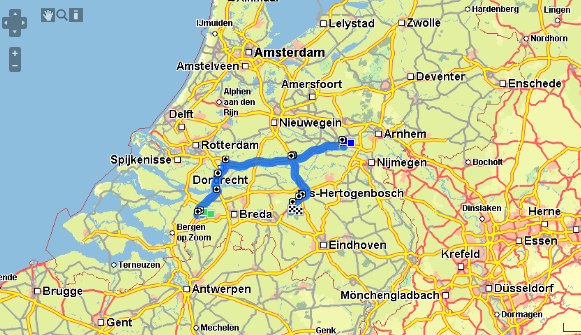 Hardenberg
IJmuiden
Lelystad
Zwolle
Lingen
Nordhorn
Amsterdam
Amstelveen
Deventer
Enschede
Amersfoort
Alphen
aan den
Rijn
Delft
Nieuwegein
Arnhem
Rotterdam
Spijkenisse
Nijmegen
Bocholt
s-Hertogenbosch
Breda
Bergen
op Zoom
Dinslaken
Herne
Essen
Eindhoven
Krefeld
Terneuzen
Brugge
Antwerpen
Mönchengladbach
Düsseldorf
Gent
Mechelen
Genk
Dormagen